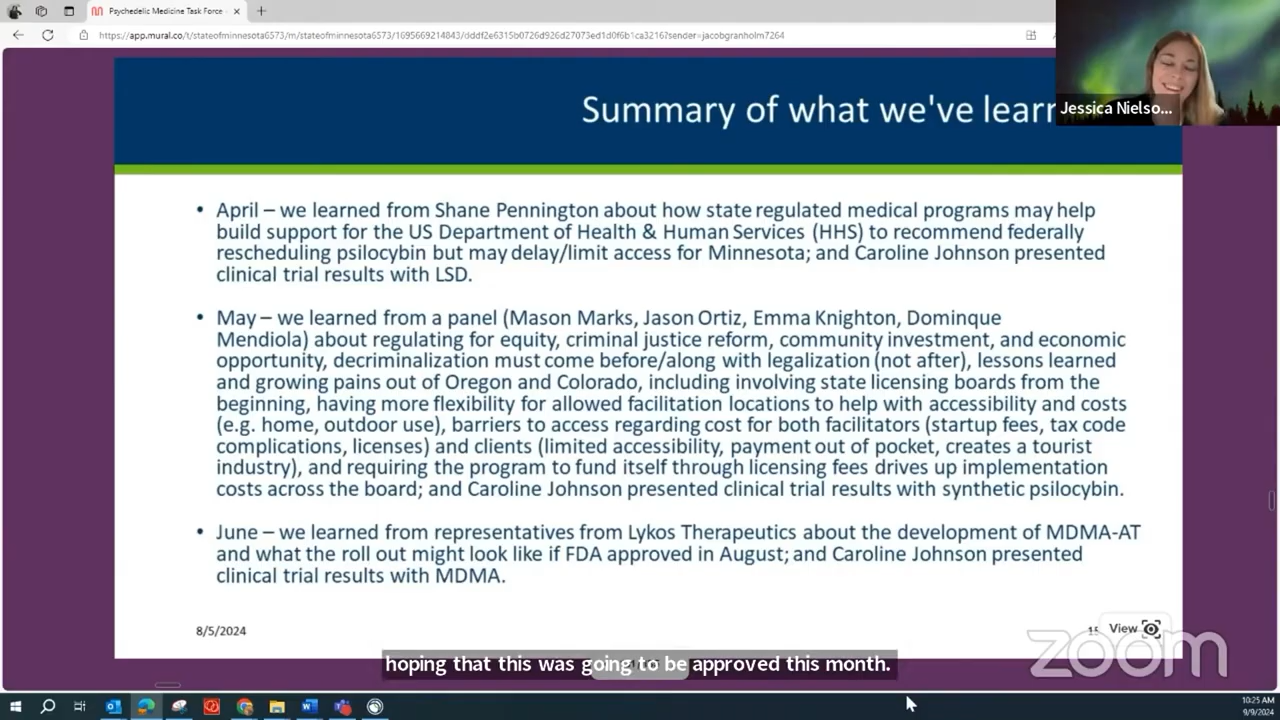 Psychedelic Medicine Task Force
https://app.mural.co/t/stateofminnesota6573/m/stateofminnesota6573/1695669214843/dddf2e6315b0726d926d27073ed1d0f6b1ca3216?sender=jacobgranholm7264
Summary of what we've lear
Jessica Nielso...
• April – we learned from Shane Pennington about how state regulated medical programs may help
build support for the US Department of Health & Human Services (HHS) to recommend federally
rescheduling psilocybin but may delay/limit access for Minnesota; and Caroline Johnson presented
clinical trial results with LSD.
• May – we learned from a panel (Mason Marks, Jason Ortiz, Emma Knighton, Dominque
Mendiola) about regulating for equity, criminal justice reform, community investment, and economic
opportunity, decriminalization must come before/along with legalization (not after), lessons learned
and growing pains out of Oregon and Colorado, including involving state licensing boards from the
beginning, having more flexibility for allowed facilitation locations to help with accessibility and costs
(e.g. home, outdoor use), barriers to access regarding cost for both facilitators (startup fees, tax code
complications, licenses) and clients (limited accessibility, payment out of pocket, creates a tourist
industry), and requiring the program to fund itself through licensing fees drives up implementation
costs across the board; and Caroline Johnson presented clinical trial results with synthetic psilocybin.
• June – we learned from representatives from Lykos Therapeutics about the development of MDMA-AT
and what the roll out might look like if FDA approved in August; and Caroline Johnson presented
clinical trial results with MDMA.
8/5/2024
View
zoom
hoping that this was going to be approved this month.
10:25 AM
9/9/2024